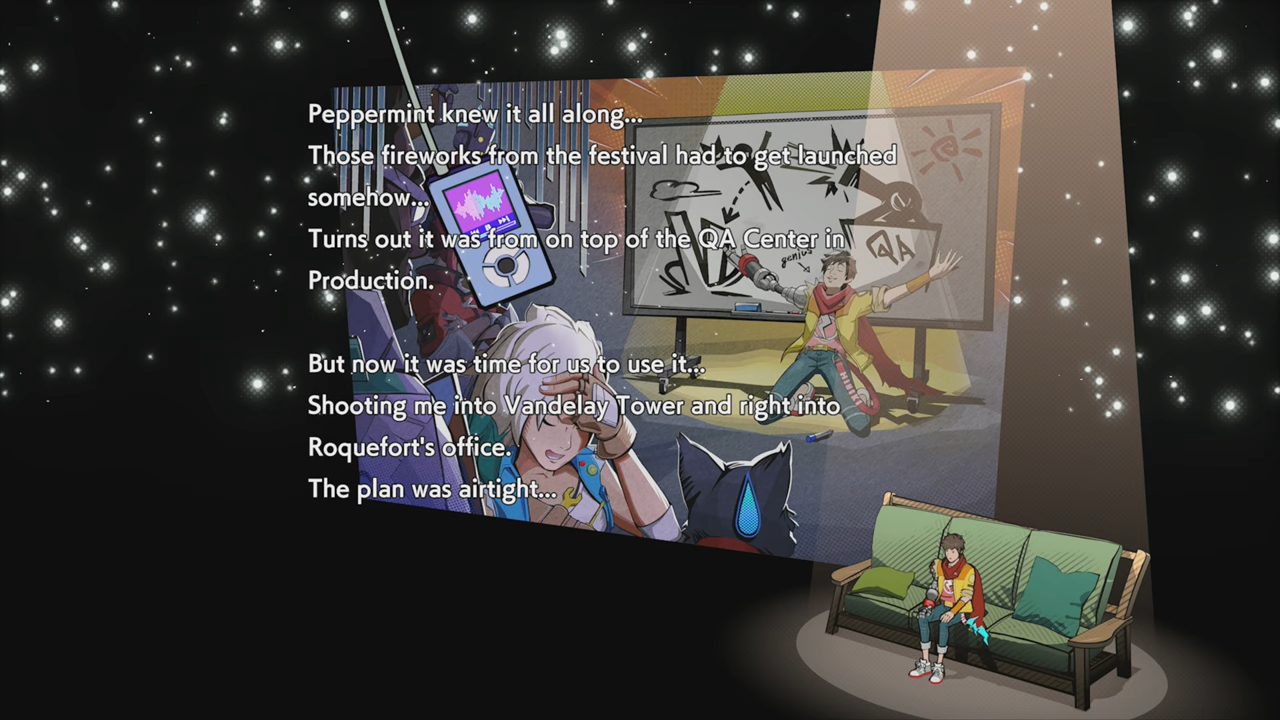 Peppermint knew it all along...
Those fireworks from the festival had to get launched
somehow...
Turns out it was from on top of the QA Center in
Production.
But now it was time for us to use it...
Shooting me into Vandelay Tower and right into
Roquefort's office.
The plan was airtight...
genius
QA